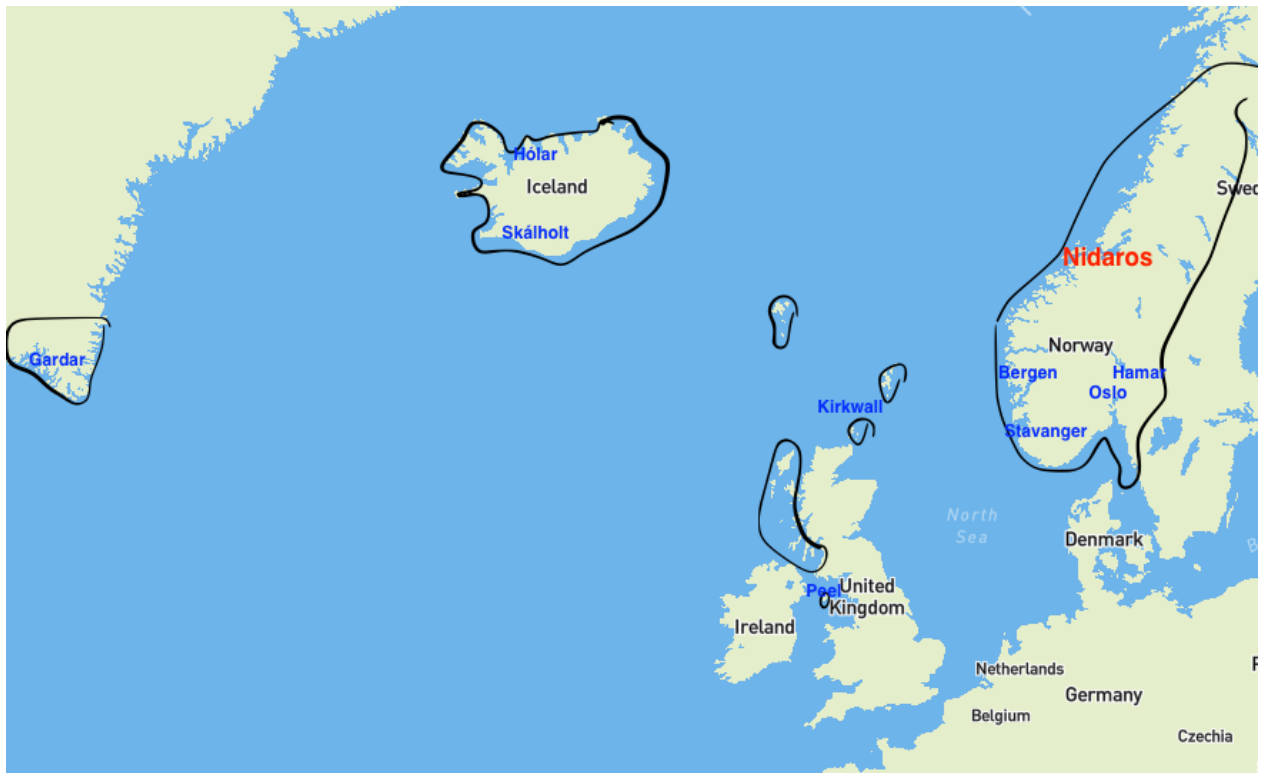 Hólar
Iceland
Swed
Skálholt
Nidaros
Norway
Gardar
Bergen
Hamar
Oslo
Kirkwall
Stavanger
North
Sea
Denmark
Peel
United
Kingdom
Ireland
Netherlands
Germany
Belgium
Czechia